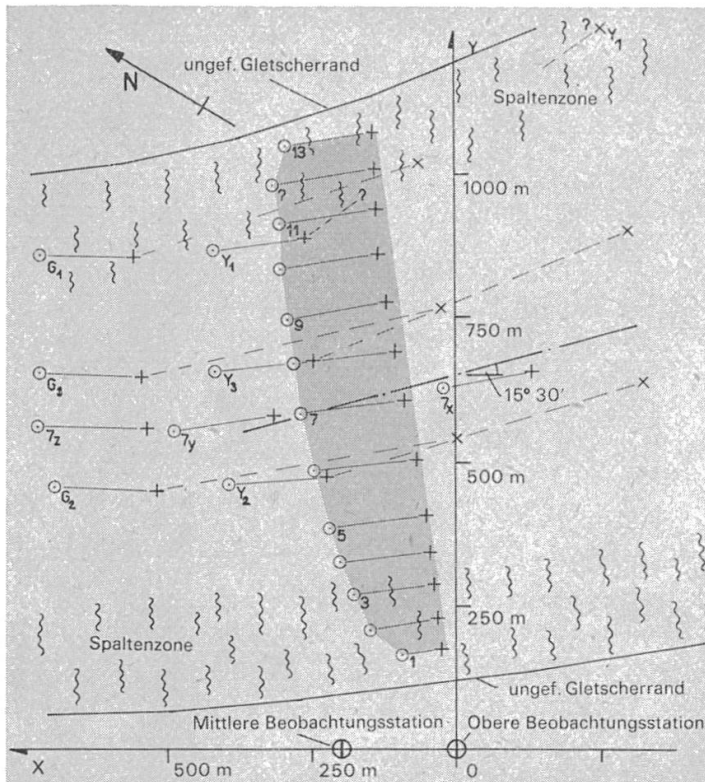 ? Y₁
Y
ungef. Gletscherrand
N
Spaltenzone
13
?
?
1000 m
11
G₁
Y₁
9
750 m
G₃
Y₃
7ₓ
15° 30′
7
7z
7y
500 m
G₂
Y₂
5
3
250 m
Spaltenzone
1
ungef. Gletscherrand
Mittlere Beobachtungsstation
Obere Beobachtungsstation
X
500 m
250 m
0